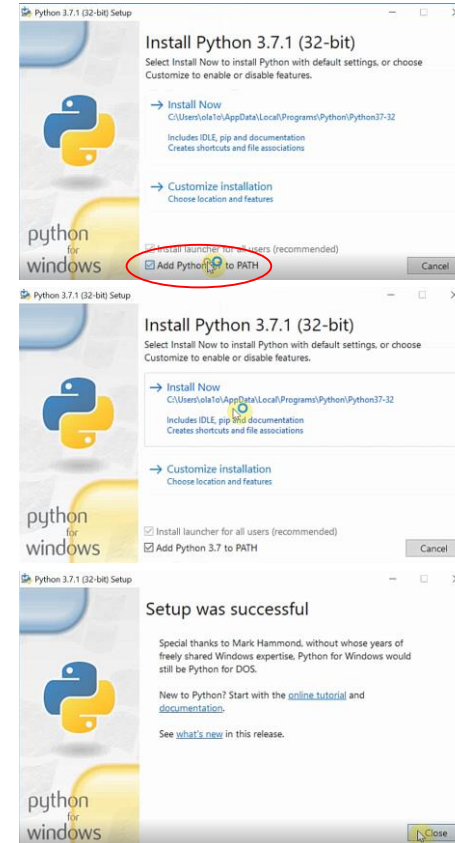 Python 3.7.1 (32-bit) Setup
Install Python 3.7.1 (32-bit)
Select Install Now to install Python with default settings, or choose
Customize to enable or disable features.
→ Install Now
C:\Users\ola1o\AppData\Local\Programs\Python\Python37-32
Includes IDLE, pip and documentation
Creates shortcuts and file associations
→ Customize installation
Choose location and features
Install launcher for all users (recommended)
Add Python to PATH
Cancel
python
for
windows
Python 3.7.1 (32-bit) Setup
Install Python 3.7.1 (32-bit)
Select Install Now to install Python with default settings, or choose
Customize to enable or disable features.
→ Install Now
C:\Users\ola1o\AppData\Local\Programs\Python\Python37-32
Includes IDLE, pip and documentation
Creates shortcuts and file associations
→ Customize installation
Choose location and features
Install launcher for all users (recommended)
Add Python 3.7 to PATH
Cancel
python
for
windows
Python 3.7.1 (32-bit) Setup
Setup was successful
Special thanks to Mark Hammond, without whose years of
freely shared Windows expertise, Python for Windows would
still be Python for DOS.
New to Python? Start with the online tutorial and
documentation.
See what's new in this release.
python
for
windows
Close